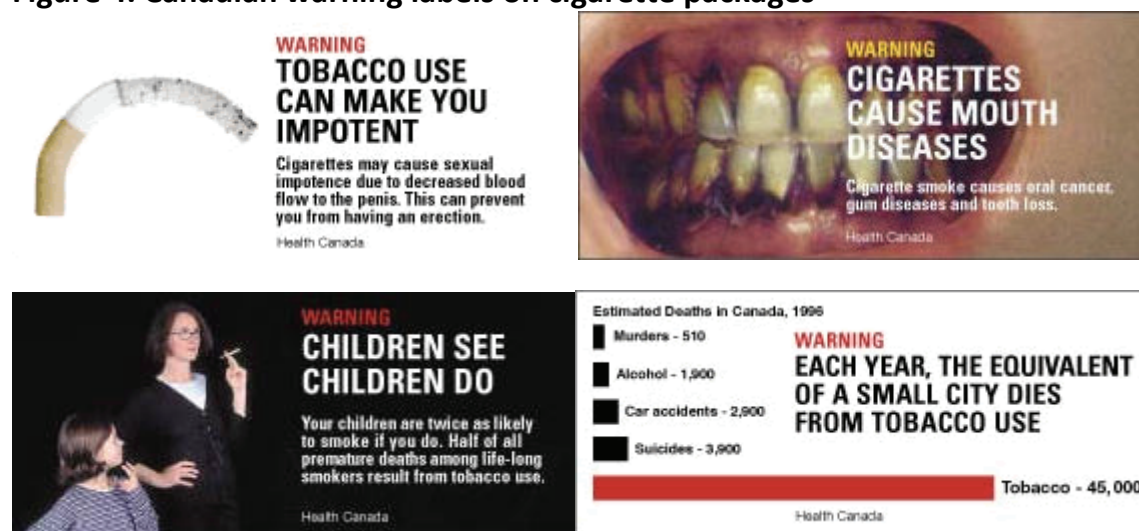 Figure 4: Canadian warning labels on cigarette packages
WARNING
TOBACCO USE
CAN MAKE YOU
IMPOTENT
Cigarettes may cause sexual
impotence due to decreased blood
flow to the penis. This can prevent
you from having an erection.
Health Canada
WARNING
CIGARETTES
CAUSE MOUTH
DISEASES
Cigarette smoke causes oral cancer,
gum diseases and tooth loss.
Health Canada
WARNING
CHILDREN SEE
CHILDREN DO
Your children are twice as likely
to smoke if you do. Half of all
premature deaths among life-long
smokers result from tobacco use.
Health Canada
Estimated Deaths in Canada, 1996
Murders - 510
Alcohol - 1,900
Car accidents - 2,900
Suicides - 3,900
Tobacco - 45,000
WARNING
EACH YEAR, THE EQUIVALENT
OF A SMALL CITY DIES
FROM TOBACCO USE
Health Canada